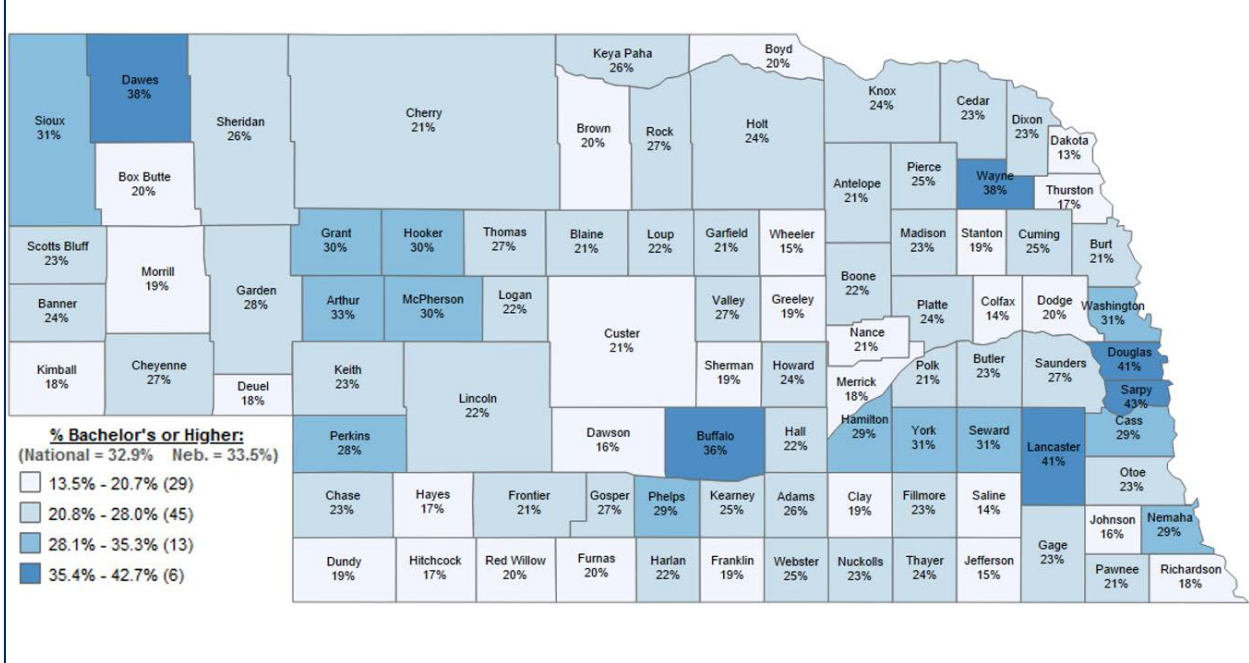 Sioux
31%
Dawes
38%
Sheridan
26%
Cherry
21%
Keya Paha
26%
Boyd
20%
Brown
20%
Rock
27%
Holt
24%
Knox
24%
Cedar
23%
Dixon
23%
Dakota
13%
Box Butte
20%
Antelope
21%
Pierce
25%
Wayne
38%
Thurston
17%
Scotts Bluff
23%
Morrill
19%
Garden
28%
Grant
30%
Hooker
30%
Thomas
27%
Blaine
21%
Loup
22%
Garfield
21%
Wheeler
15%
Madison
23%
Stanton
19%
Cuming
25%
Burt
21%
Banner
24%
Arthur
33%
McPherson
30%
Logan
22%
Custer
21%
Valley
27%
Greeley
19%
Boone
22%
Platte
24%
Colfax
14%
Dodge
20%
Washington
31%
Nance
21%
Kimball
18%
Cheyenne
27%
Deuel
18%
Keith
23%
Lincoln
22%
Sherman
19%
Howard
24%
Merrick
18%
Polk
21%
Butler
23%
Saunders
27%
Douglas
41%
Sarpy
43%
Perkins
28%
Dawson
16%
Buffalo
36%
Hall
22%
Hamilton
29%
York
31%
Seward
31%
Lancaster
41%
Cass
29%
Otoe
23%
Chase
23%
Hayes
17%
Frontier
21%
Gosper
27%
Phelps
29%
Kearney
25%
Adams
26%
Clay
19%
Fillmore
23%
Saline
14%
Johnson
16%
Nemaha
29%
Dundy
19%
Hitchcock
17%
Red Willow
20%
Furnas
20%
Harlan
22%
Franklin
19%
Webster
25%
Nuckolls
23%
Thayer
24%
Jefferson
15%
Gage
23%
Pawnee
21%
Richardson
18%
% Bachelor's or Higher:
(National = 32.9% Neb. = 33.5%)
13.5% - 20.7% (29)
20.8% - 28.0% (45)
28.1% - 35.3% (13)
35.4% - 42.7% (6)